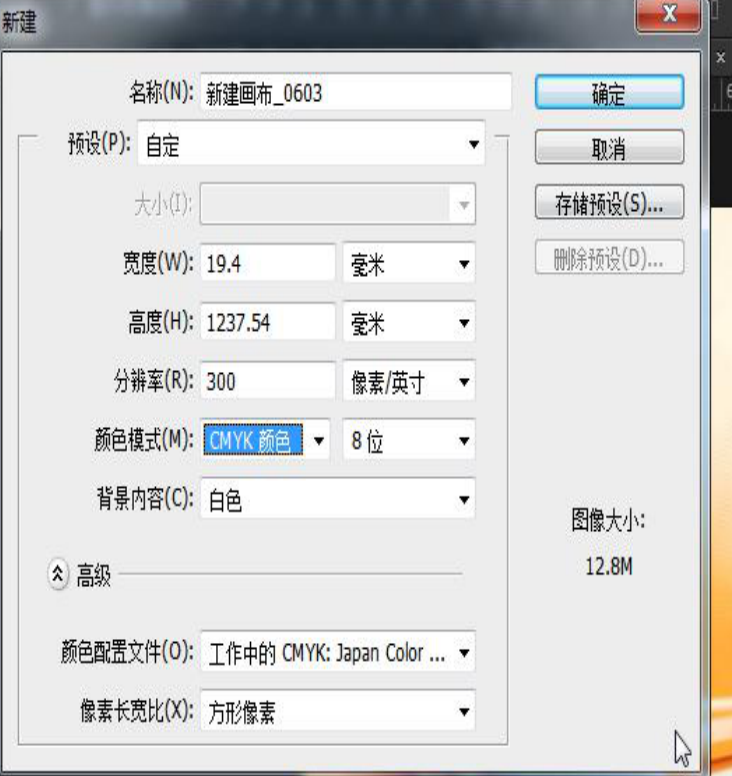 新建
名称(N): 新建画布_0603
确定
预设(P): 自定
取消
大小(I):
存储预设(S)...
宽度(W): 19.4 毫米
删除预设(D)...
高度(H): 1237.54 毫米
分辨率(R): 300 像素/英寸
颜色模式(M): CMYK 颜色 8 位
背景内容(C): 白色
图像大小:
12.8M
高级
颜色配置文件(O): 工作中的 CMYK: Japan Color ...
像素长宽比(X): 方形像素